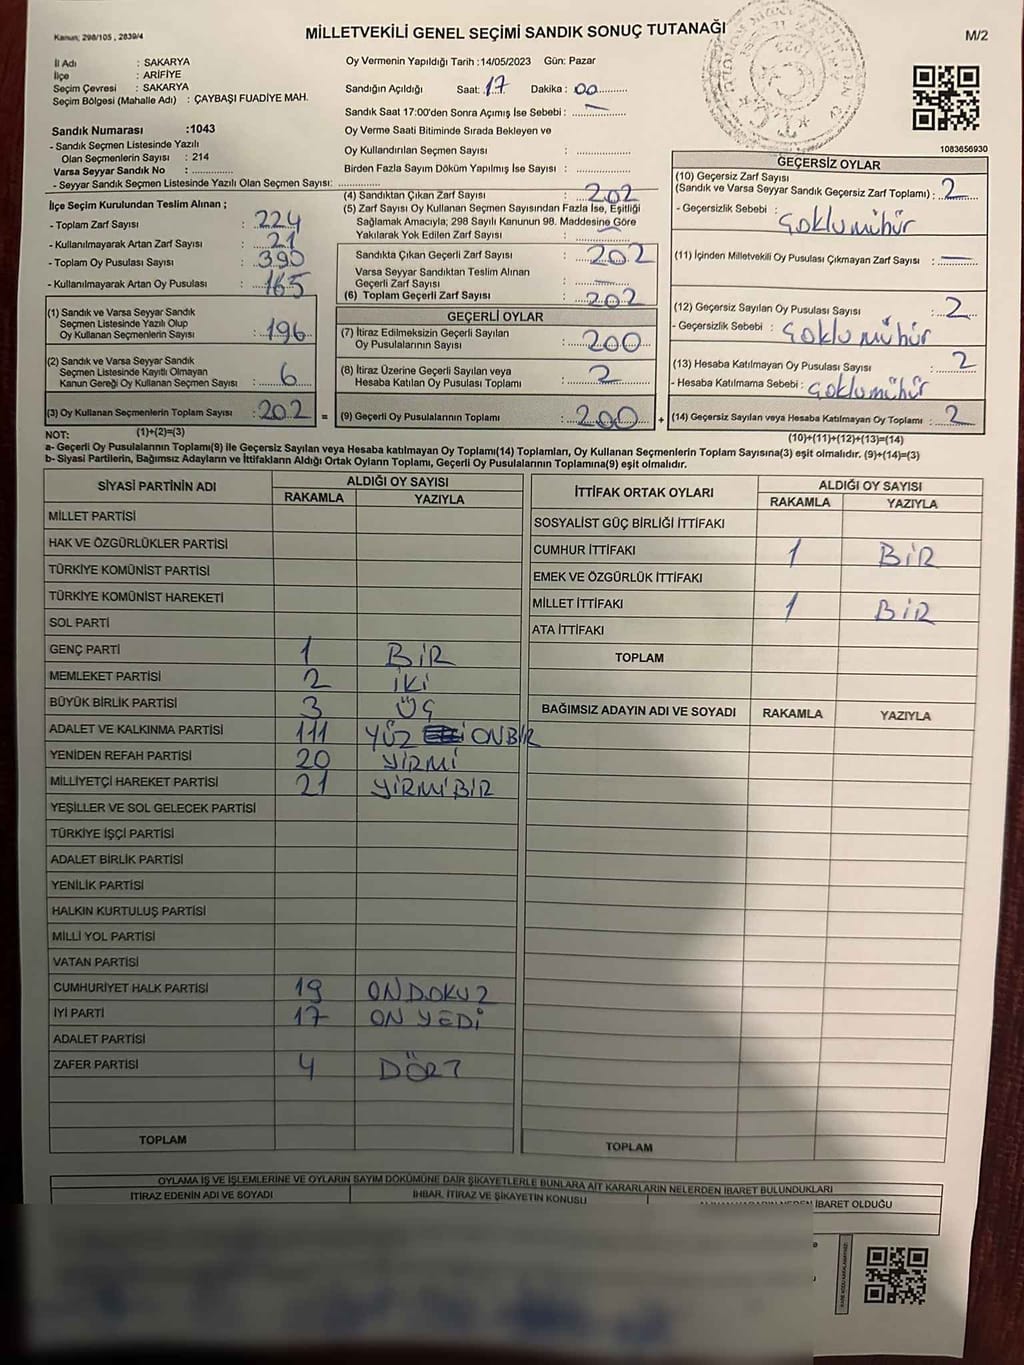 Kanun; 298/105 , 2839/4
MİLLETVEKİLİ GENEL SEÇİMİ SANDIK SONUÇ TUTANAĞI
M/2
İl Adı : SAKARYA
İlçe : ARİFİYE
Seçim Çevresi : SAKARYA
Seçim Bölgesi (Mahalle Adı) : ÇAYBAŞI FUADİYE MAH.
Sandık Numarası :1043
- Sandık Seçmen Listesinde Yazılı
Olan Seçmenlerin Sayısı : 214
Varsa Seyyar Sandık No : ..............
- Seyyar Sandık Seçmen Listesinde Yazılı Olan Seçmen Sayısı: ..............
Oy Vermenin Yapıldığı Tarih :14/05/2023 Gün: Pazar
Sandığın Açıldığı Saat: 17 Dakika : 00
Sandık Saat 17:00'den Sonra Açımış İse Sebebi : —
Oy Verme Saati Bitiminde Sırada Bekleyen ve
Oy Kullandırılan Seçmen Sayısı : ..............
Birden Fazla Sayım Döküm Yapılmış İse Sayısı : ..............
1083656930
İlçe Seçim Kurulundan Teslim Alınan ;
- Toplam Zarf Sayısı : 224
- Kullanılmayarak Artan Zarf Sayısı : 21
- Toplam Oy Pusulası Sayısı : 390
- Kullanılmayarak Artan Oy Pusulası : 165
(1) Sandık ve Varsa Seyyar Sandık
Seçmen Listesinde Yazılı Olup
Oy Kullanan Seçmenlerin Sayısı : 196
(2) Sandık ve Varsa Seyyar Sandık
Seçmen Listesinde Kayıtlı Olmayan
Kanun Gereği Oy Kullanan Seçmen Sayısı : 6
(3) Oy Kullanan Seçmenlerin Toplam Sayısı : 202 =
(1)+(2)=(3)
(4) Sandıktan Çıkan Zarf Sayısı : 202
(5) Zarf Sayısı Oy Kullanan Seçmen Sayısından Fazla İse, Eşitliği
Sağlamak Amacıyla; 298 Sayılı Kanunun 98. Maddesine Göre
Yakılarak Yok Edilen Zarf Sayısı : —
Sandıkta Çıkan Geçerli Zarf Sayısı : 202
Varsa Seyyar Sandıktan Teslim Alınan
Geçerli Zarf Sayısı : —
(6) Toplam Geçerli Zarf Sayısı : 202
GEÇERLİ OYLAR
(7) İtiraz Edilmeksizin Geçerli Sayılan
Oy Pusulalarının Sayısı : 200
(8) İtiraz Üzerine Geçerli Sayılan veya
Hesaba Katılan Oy Pusulası Toplamı : 2
(9) Geçerli Oy Pusulalarının Toplamı : 200 +
GEÇERSİZ OYLAR
(10) Geçersiz Zarf Sayısı
(Sandık ve Varsa Seyyar Sandık Geçersiz Zarf Toplamı) : 2
- Geçersizlik Sebebi : Çoklumühür
(11) İçinden Milletvekili Oy Pusulası Çıkmayan Zarf Sayısı : —
(12) Geçersiz Sayılan Oy Pusulası Sayısı : 2
- Geçersizlik Sebebi : Çoklumühür
(13) Hesaba Katılmayan Oy Pusulası Sayısı : 2
- Hesaba Katılmama Sebebi : Çoklumühür
(14) Geçersiz Sayılan veya Hesaba Katılmayan Oy Toplamı : 2
(10)+(11)+(12)+(13)=(14)
NOT:
a- Geçerli Oy Pusulalarının Toplamı(9) ile Geçersiz Sayılan veya Hesaba katılmayan Oy Toplamı(14) Toplamları, Oy Kullanan Seçmenlerin Toplam Sayısına(3) eşit olmalıdır. (9)+(14)=(3)
b- Siyasi Partilerin, Bağımsız Adayların ve İttifakların Aldığı Ortak Oyların Toplamı, Geçerli Oy Pusulalarının Toplamına(9) eşit olmalıdır.
SİYASİ PARTİNİN ADI ALDIĞI OY SAYISI
RAKAMLA YAZIYLA
MİLLET PARTİSİ
HAK VE ÖZGÜRLÜKLER PARTİSİ
TÜRKİYE KOMÜNİST PARTİSİ
TÜRKİYE KOMÜNİST HAREKETİ
SOL PARTİ
GENÇ PARTİ 1 BİR
MEMLEKET PARTİSİ 2 İKİ
BÜYÜK BİRLİK PARTİSİ 3 ÜÇ
ADALET VE KALKINMA PARTİSİ 111 YÜZ ONBİR
YENİDEN REFAH PARTİSİ 20 YİRMİ
MİLLİYETÇİ HAREKET PARTİSİ 21 YİRMİBİR
YEŞİLLER VE SOL GELECEK PARTİSİ
TÜRKİYE İŞÇİ PARTİSİ
ADALET BİRLİK PARTİSİ
YENİLİK PARTİSİ
HALKIN KURTULUŞ PARTİSİ
MİLLİ YOL PARTİSİ
VATAN PARTİSİ
CUMHURİYET HALK PARTİSİ 19 ONDOKUZ
İYİ PARTİ 17 ON YEDİ
ADALET PARTİSİ
ZAFER PARTİSİ 4 DÖRT
TOPLAM
İTTİFAK ORTAK OYLARI ALDIĞI OY SAYISI
RAKAMLA YAZIYLA
SOSYALİST GÜÇ BİRLİĞİ İTTİFAKI
CUMHUR İTTİFAKI 1 BİR
EMEK VE ÖZGÜRLÜK İTTİFAKI
MİLLET İTTİFAKI 1 BİR
ATA İTTİFAKI
TOPLAM
BAĞIMSIZ ADAYIN ADI VE SOYADI RAKAMLA YAZIYLA
TOPLAM
OYLAMA İŞ VE İŞLEMLERİNE VE OYLARIN SAYIM DÖKÜMÜNE DAİR ŞİKAYETLERLE BUNLARA AİT KARARLARIN NELERDEN İBARET BULUNDUKLARI
İTİRAZ EDENİN ADI VE SOYADI İHBAR, İTİRAZ VE ŞİKAYETİN KONUSU İBARET OLDUĞU